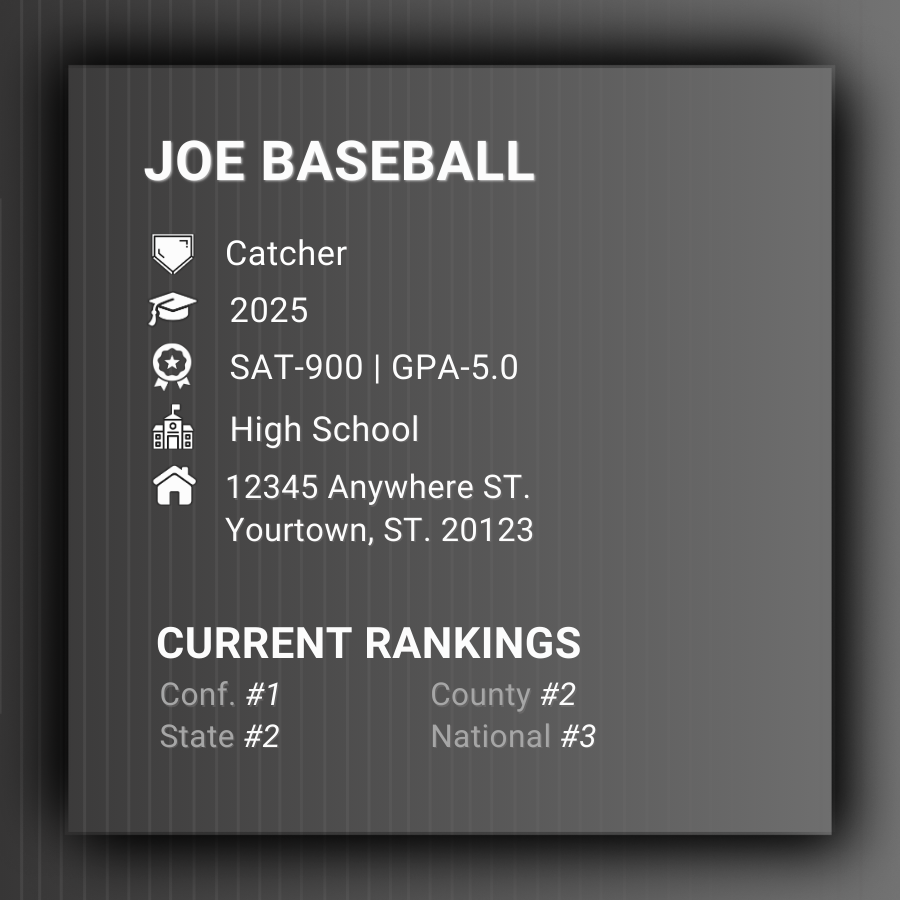 JOE BASEBALL
Catcher
2025
SAT-900 | GPA-5.0
High School
12345 Anywhere ST.
Yourtown, ST. 20123
CURRENT RANKINGS
Conf. #1 County #2
State #2 National #3